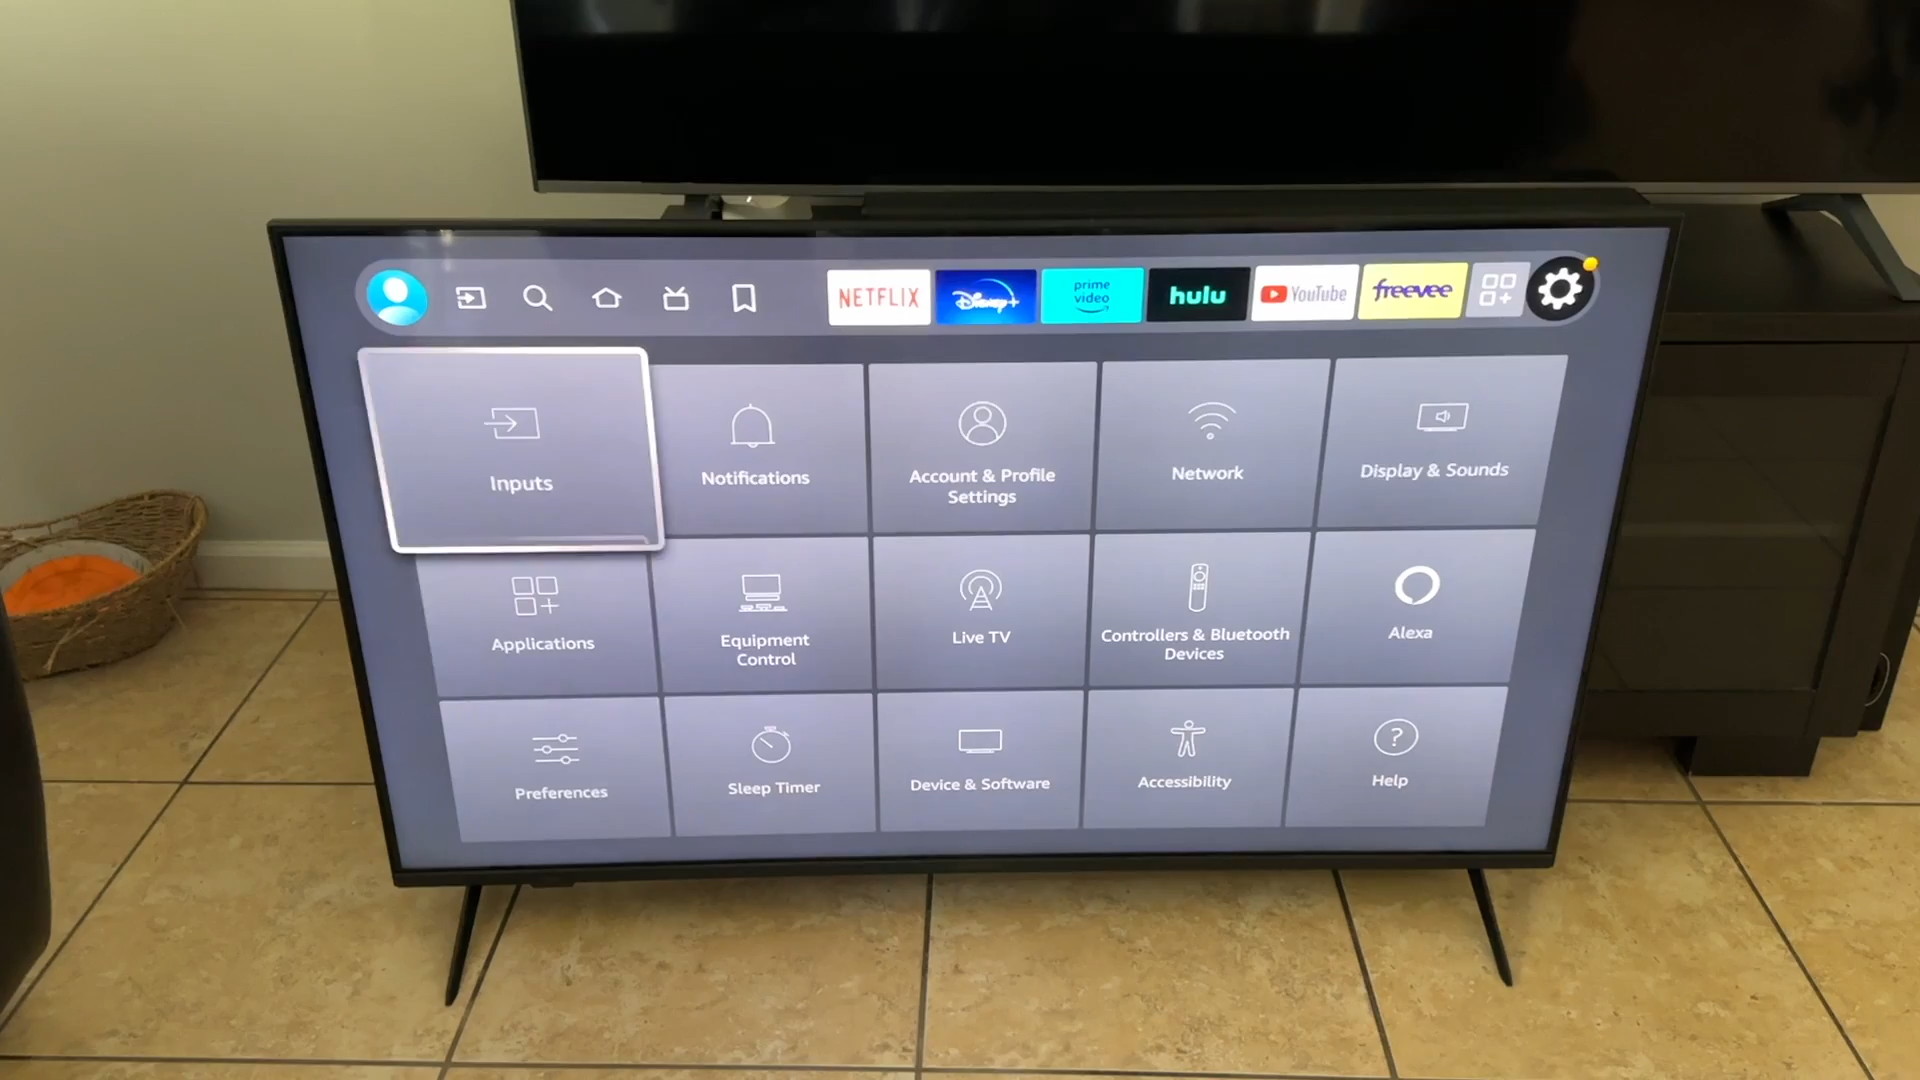 NETFLIX
Disney+
prime
video
hulu
YouTube
freevee
Inputs
Notifications
Account & Profile
Settings
Network
Display & Sounds
Applications
Equipment
Control
Live TV
Controllers & Bluetooth
Devices
Alexa
Preferences
Sleep Timer
Device & Software
Accessibility
?
Help